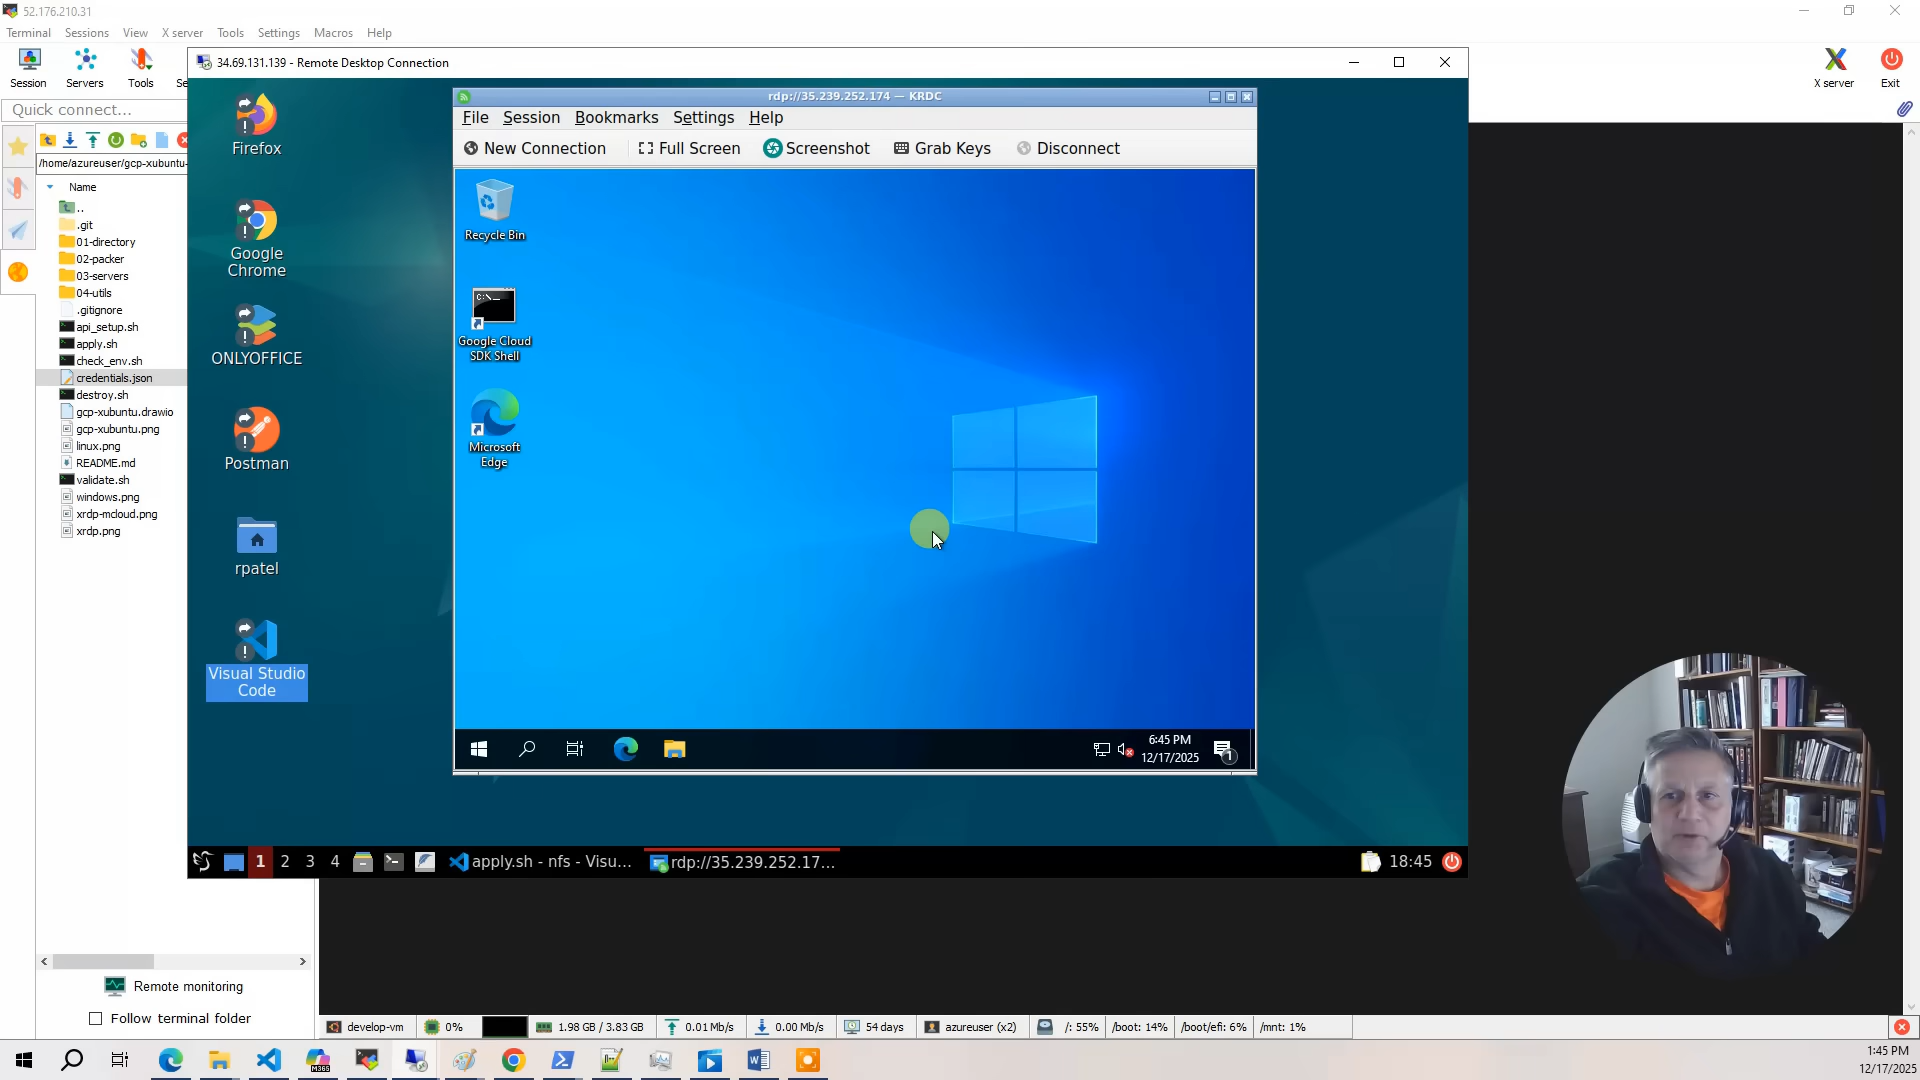 52.176.210.31
Terminal Sessions View X server Tools Settings Macros Help
Session Servers Tools
X server Exit
Quick connect...
34.69.131.139 - Remote Desktop Connection
/home/azureuser/gcp-xubuntu-
Name
..
.git
01-directory
02-packer
03-servers
04-utils
.gitignore
api_setup.sh
apply.sh
check_env.sh
credentials.json
destroy.sh
gcp-xubuntu.drawio
gcp-xubuntu.png
linux.png
README.md
validate.sh
windows.png
xrdp-mcloud.png
xrdp.png
Remote monitoring
Follow terminal folder
Firefox
Google
Chrome
ONLYOFFICE
Postman
rpatel
Visual Studio
Code
rdp://35.239.252.174 — KRDC
File Session Bookmarks Settings Help
New Connection Full Screen Screenshot Grab Keys Disconnect
Recycle Bin
Google Cloud
SDK Shell
Microsoft
Edge
6:45 PM
12/17/2025
1
1 2 3 4 apply.sh - nfs - Visu... rdp://35.239.252.17... 18:45
develop-vm 0% 1.98 GB / 3.83 GB 0.01 Mb/s 0.00 Mb/s 54 days azureuser (x2) /: 55% /boot: 14% /boot/efi: 6% /mnt: 1%
M365
1:45 PM
12/17/2025